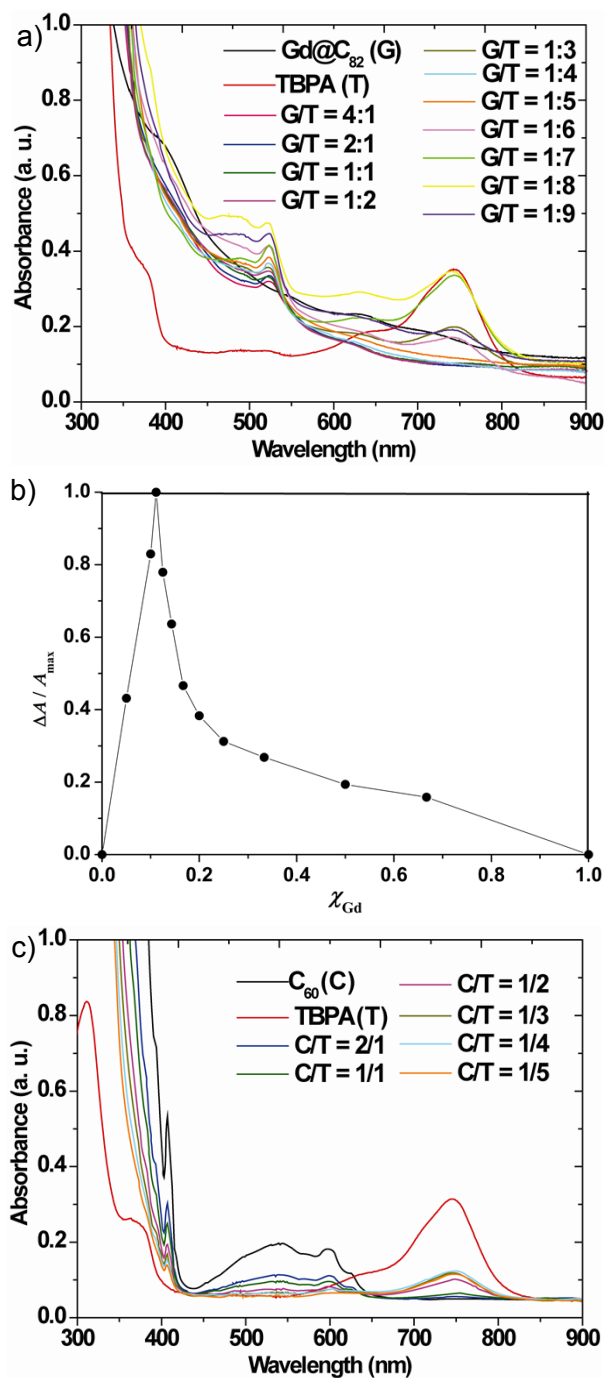 a)
1.0
0.8
0.6
0.4
0.2
0.0
Absorbance (a. u.)
Gd@C₈₂ (G)
TBPA (T)
G/T = 4:1
G/T = 2:1
G/T = 1:1
G/T = 1:2
G/T = 1:3
G/T = 1:4
G/T = 1:5
G/T = 1:6
G/T = 1:7
G/T = 1:8
G/T = 1:9
300 400 500 600 700 800 900
Wavelength (nm)
b)
1.0
0.8
0.6
0.4
0.2
0.0
ΔA / A_max
0.0 0.2 0.4 0.6 0.8 1.0
χ_Gd
c)
1.0
0.8
0.6
0.4
0.2
0.0
Absorbance (a. u.)
C₆₀ (C)
TBPA (T)
C/T = 2/1
C/T = 1/1
C/T = 1/2
C/T = 1/3
C/T = 1/4
C/T = 1/5
300 400 500 600 700 800 900
Wavelength (nm)